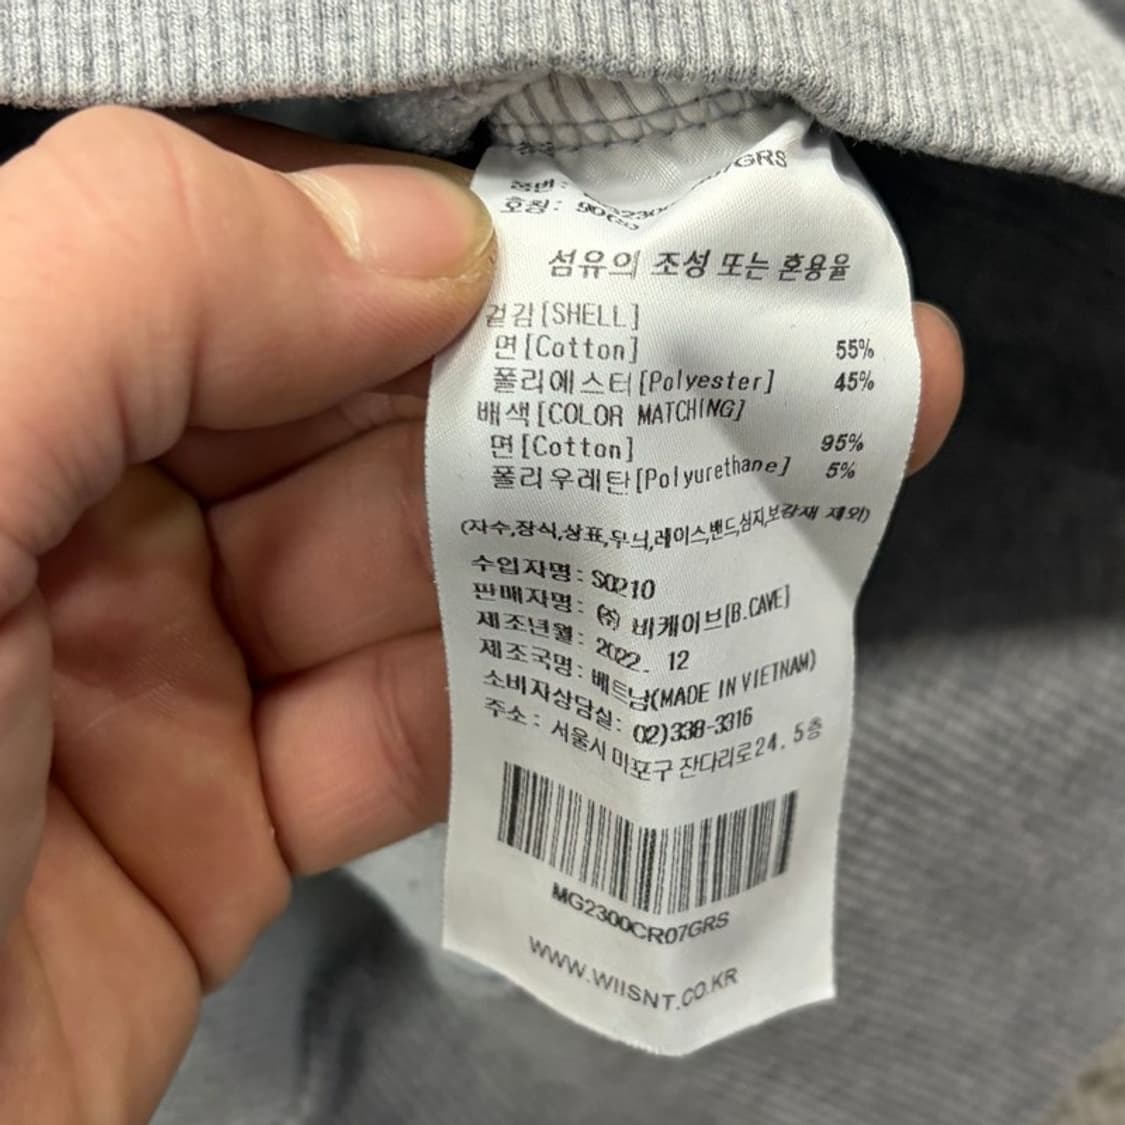 품번: GRS
호칭: 90(S)
섬유의 조성 또는 혼용율
겉감[SHELL]
면[Cotton] 55%
폴리에스터[Polyester] 45%
배색[COLOR MATCHING]
면[Cotton] 95%
폴리우레탄[Polyurethane] 5%
(자수,장식,상표,무늬,레이스,밴드,심지,보강재 제외)
수입자명: S0210
판매자명: ㈜ 비케이브[B.CAVE]
제조년월: 2022. 12
제조국명: 베트남(MADE IN VIETNAM)
소비자상담실: 02)338-3316
주소: 서울시 마포구 잔다리로24. 5층
MG2300CR07GRS
WWW.WIISNT.CO.KR